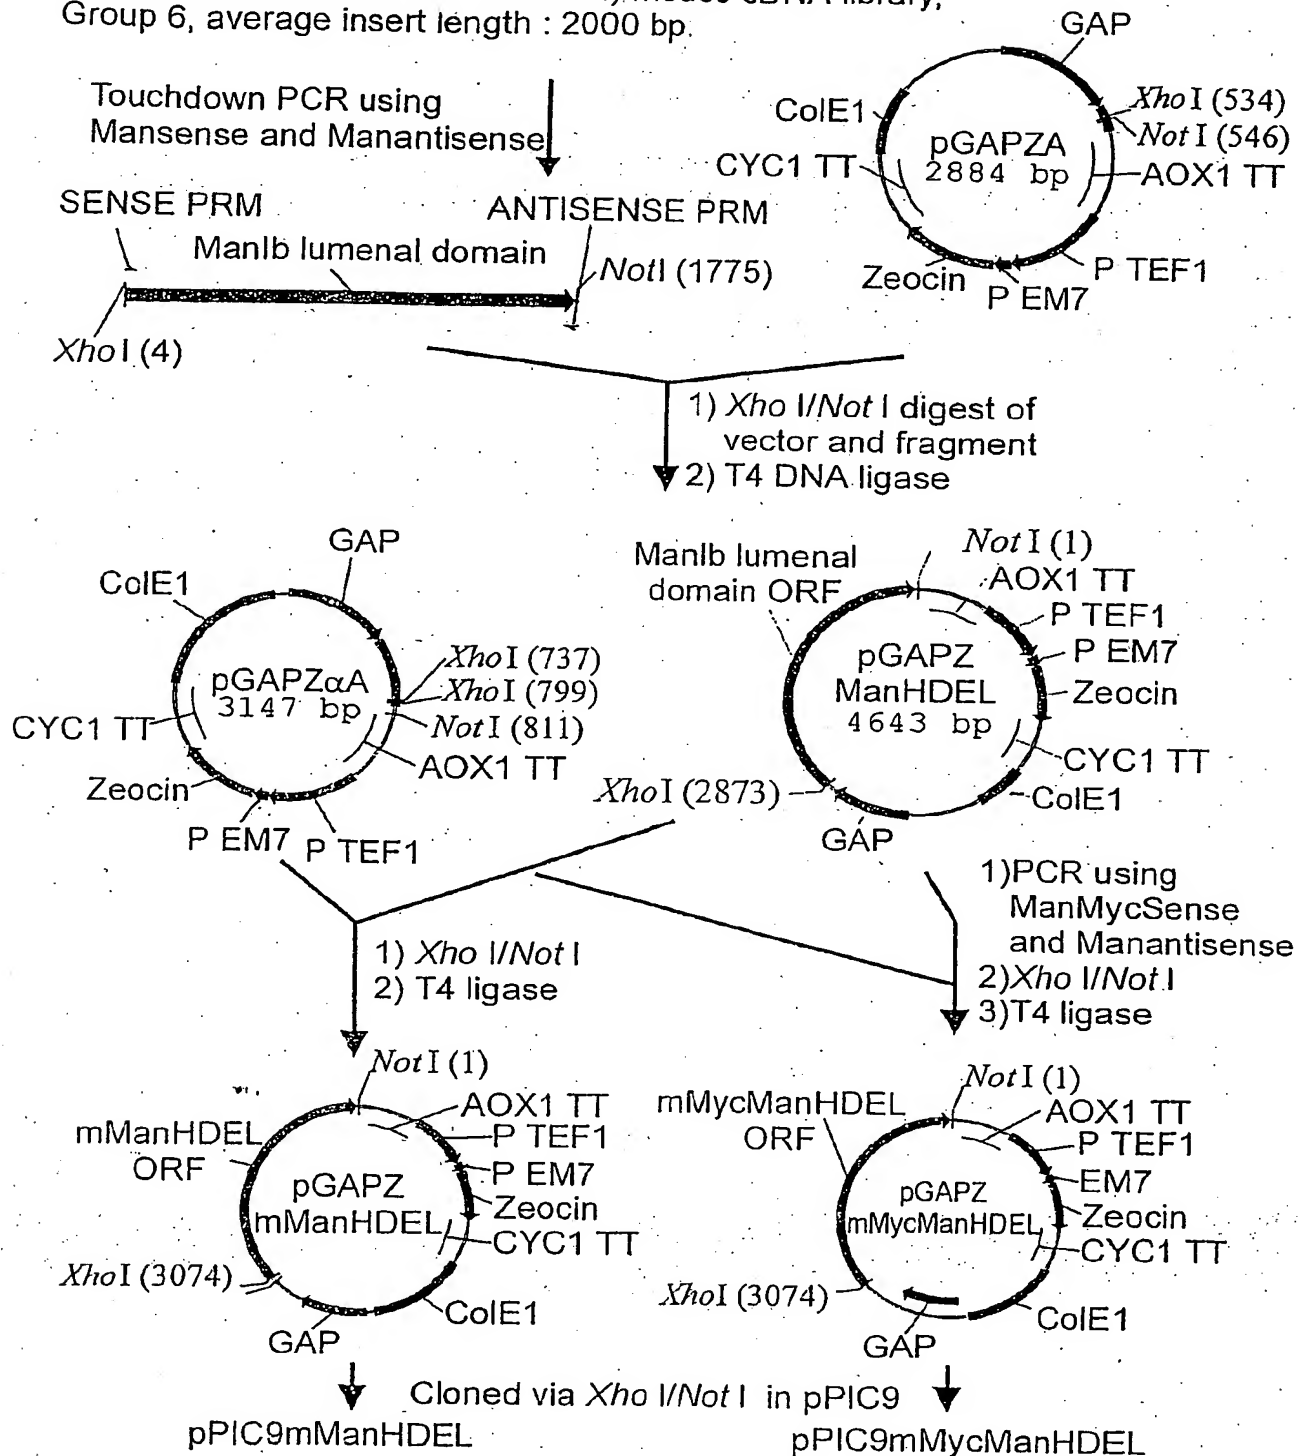 Group 6, average insert length : 2000 bp.
Touchdown PCR using
Mansense and Manantisense
SENSE PRM
ANTISENSE PRM
ManIb lumenal domain
NotI (1775)
XhoI (4)
GAP
ColE1
XhoI (534)
NotI (546)
pGAPZA
2884 bp
CYC1 TT
AOX1 TT
Zeocin
P TEF1
P EM7
1) Xho I/Not I digest of
vector and fragment
2) T4 DNA ligase
GAP
ColE1
pGAPZαA
3147 bp
XhoI (737)
XhoI (799)
NotI (811)
CYC1 TT
AOX1 TT
Zeocin
P EM7
P TEF1
ManIb lumenal
domain ORF
NotI (1)
AOX1 TT
P TEF1
P EM7
pGAPZ
ManHDEL
4643 bp
Zeocin
CYC1 TT
XhoI (2873)
ColE1
GAP
1) Xho I/Not I
2) T4 ligase
1)PCR using
ManMycSense
and Manantisense
2)Xho I/Not I
3)T4 ligase
NotI (1)
AOX1 TT
mManHDEL
ORF
P TEF1
P EM7
pGAPZ
mManHDEL
Zeocin
CYC1 TT
XhoI (3074)
ColE1
GAP
NotI (1)
mMycManHDEL
ORF
AOX1 TT
P TEF1
EM7
pGAPZ
mMycManHDEL
Zeocin
CYC1 TT
XhoI (3074)
ColE1
GAP
Cloned via Xho I/Not I in pPIC9
pPIC9mManHDEL
pPIC9mMycManHDEL